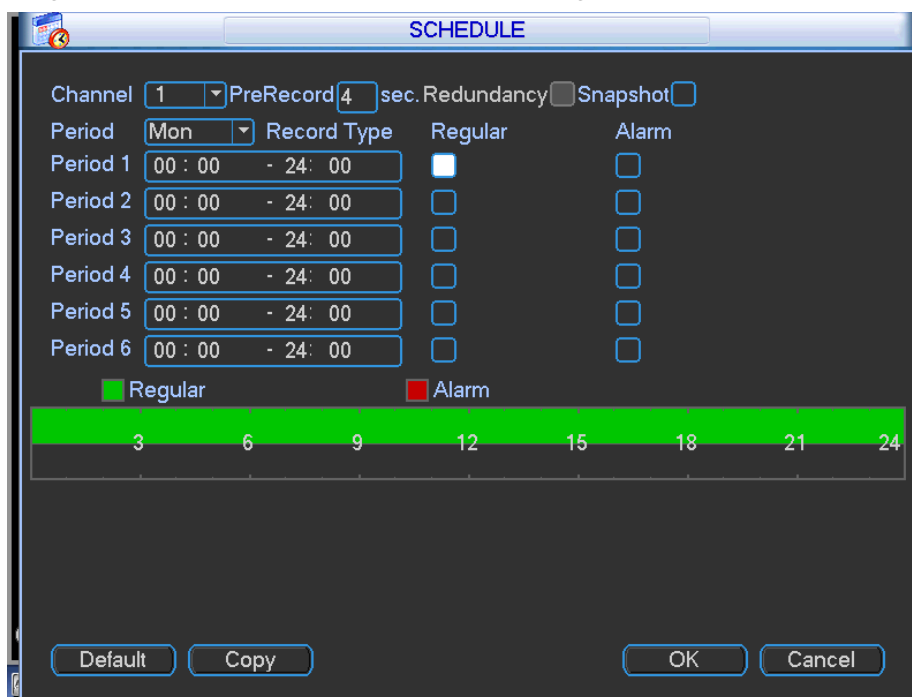 SCHEDULE
Channel 1 PreRecord 4 sec. Redundancy Snapshot
Period Mon Record Type Regular Alarm
Period 1 00 : 00 - 24: 00
Period 2 00 : 00 - 24: 00
Period 3 00 : 00 - 24: 00
Period 4 00 : 00 - 24: 00
Period 5 00 : 00 - 24: 00
Period 6 00 : 00 - 24: 00
Regular Alarm
3 6 9 12 15 18 21 24
Default Copy OK Cancel